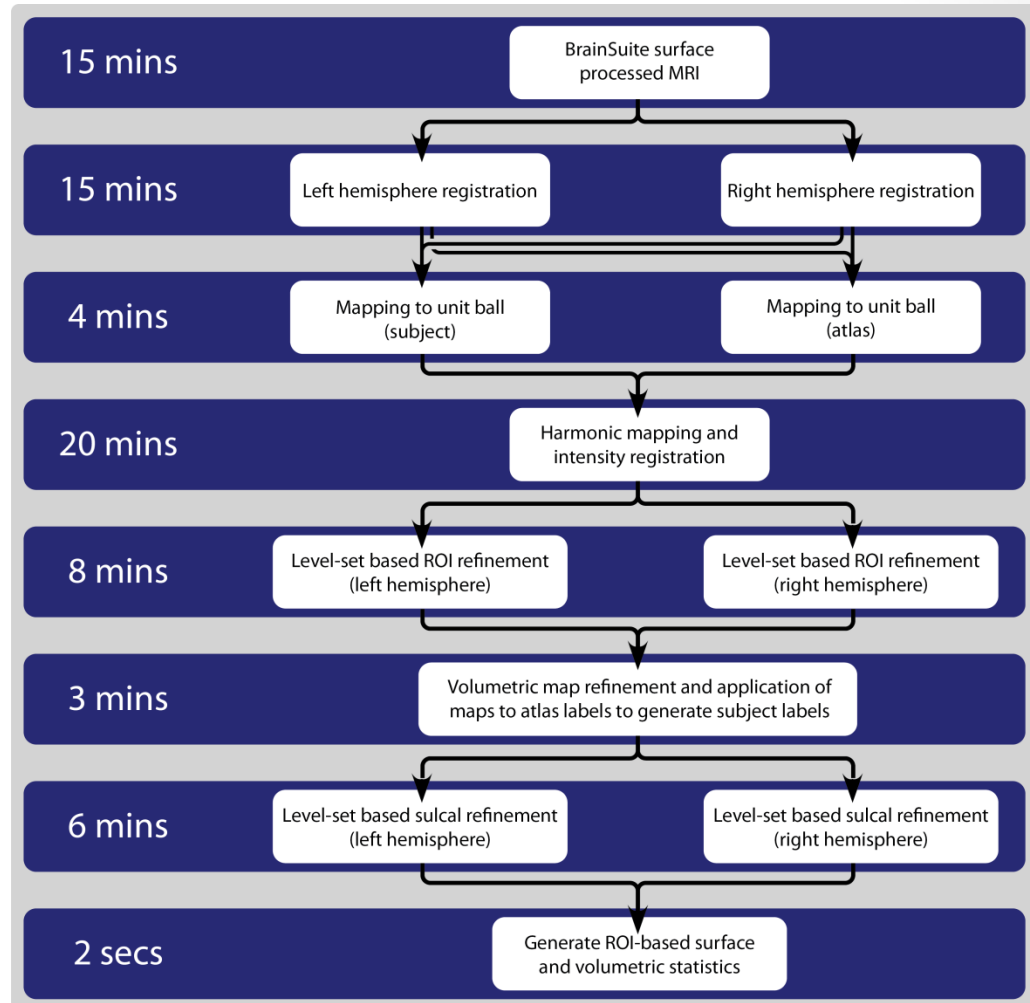 15 mins
BrainSuite surface
processed MRI
15 mins
Left hemisphere registration
Right hemisphere registration
4 mins
Mapping to unit ball
(subject)
Mapping to unit ball
(atlas)
20 mins
Harmonic mapping and
intensity registration
8 mins
Level-set based ROI refinement
(left hemisphere)
Level-set based ROI refinement
(right hemisphere)
3 mins
Volumetric map refinement and application of
maps to atlas labels to generate subject labels
6 mins
Level-set based sulcal refinement
(left hemisphere)
Level-set based sulcal refinement
(right hemisphere)
2 secs
Generate ROI-based surface
and volumetric statistics